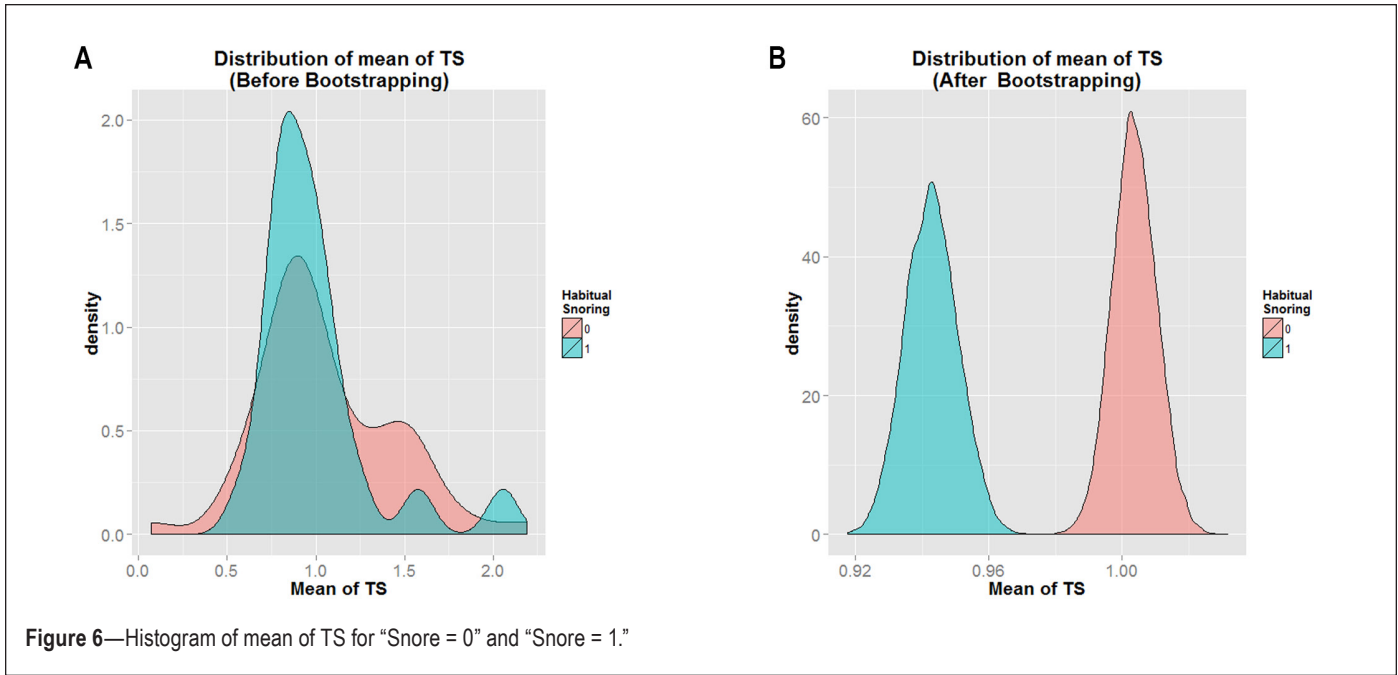 A
Distribution of mean of TS
(Before Bootstrapping)
2.0
1.5
1.0
0.5
0.0
density
0.0 0.5 1.0 1.5 2.0
Mean of TS
Habitual
Snoring
0
1
B
Distribution of mean of TS
(After Bootstrapping)
60
40
20
0
density
0.92 0.96 1.00
Mean of TS
Habitual
Snoring
0
1
Figure 6—Histogram of mean of TS for “Snore = 0” and “Snore = 1.”